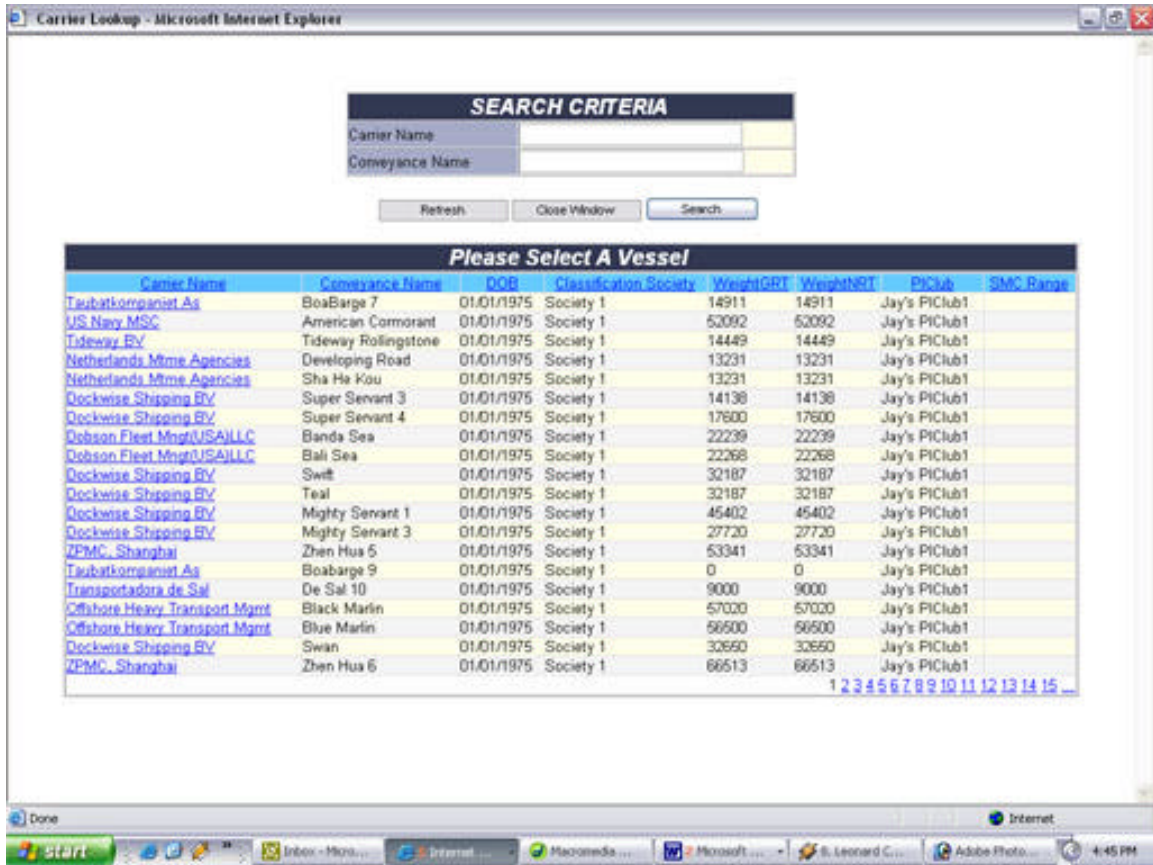 Carrier Lookup - Microsoft Internet Explorer
SEARCH CRITERIA
Carrier Name
Conveyance Name
Refresh Close Window Search
Please Select A Vessel
Carrier Name Conveyance Name DOB Classification Society WeightGRT WeightNRT PIClub SMC Range
Taubatkompaniet As BoaBarge 7 01/01/1975 Society 1 14911 14911 Jay's PIClub1
US Navy MSC American Cormorant 01/01/1975 Society 1 52092 52092 Jay's PIClub1
Tideway BV Tideway Rollingstone 01/01/1975 Society 1 14449 14449 Jay's PIClub1
Netherlands Mtme Agencies Developing Road 01/01/1975 Society 1 13231 13231 Jay's PIClub1
Netherlands Mtme Agencies Sha He Kou 01/01/1975 Society 1 13231 13231 Jay's PIClub1
Dockwise Shipping BV Super Servant 3 01/01/1975 Society 1 14138 14138 Jay's PIClub1
Dockwise Shipping BV Super Servant 4 01/01/1975 Society 1 17600 17600 Jay's PIClub1
Dobson Fleet Mngt(USA)LLC Banda Sea 01/01/1975 Society 1 22239 22239 Jay's PIClub1
Dobson Fleet Mngt(USA)LLC Bali Sea 01/01/1975 Society 1 22268 22268 Jay's PIClub1
Dockwise Shipping BV Swift 01/01/1975 Society 1 32187 32187 Jay's PIClub1
Dockwise Shipping BV Teal 01/01/1975 Society 1 32187 32187 Jay's PIClub1
Dockwise Shipping BV Mighty Servant 1 01/01/1975 Society 1 45402 45402 Jay's PIClub1
Dockwise Shipping BV Mighty Servant 3 01/01/1975 Society 1 27720 27720 Jay's PIClub1
ZPMC, Shanghai Zhen Hua 5 01/01/1975 Society 1 53341 53341 Jay's PIClub1
Taubatkompaniet As Boabarge 9 01/01/1975 Society 1 0 0 Jay's PIClub1
Transportadora de Sal De Sal 10 01/01/1975 Society 1 9000 9000 Jay's PIClub1
Offshore Heavy Transport Mgmt Black Marlin 01/01/1975 Society 1 57020 57020 Jay's PIClub1
Offshore Heavy Transport Mgmt Blue Marlin 01/01/1975 Society 1 56500 56500 Jay's PIClub1
Dockwise Shipping BV Swan 01/01/1975 Society 1 32650 32650 Jay's PIClub1
ZPMC, Shanghai Zhen Hua 6 01/01/1975 Society 1 66513 66513 Jay's PIClub1
1 2 3 4 5 6 7 8 9 10 11 12 13 14 15 ...
Done Internet
start Inbox - Micro... Internet ... Macromedia ... 2 Microsoft ... B. Leonard C... Adobe Photo... 4:45 PM